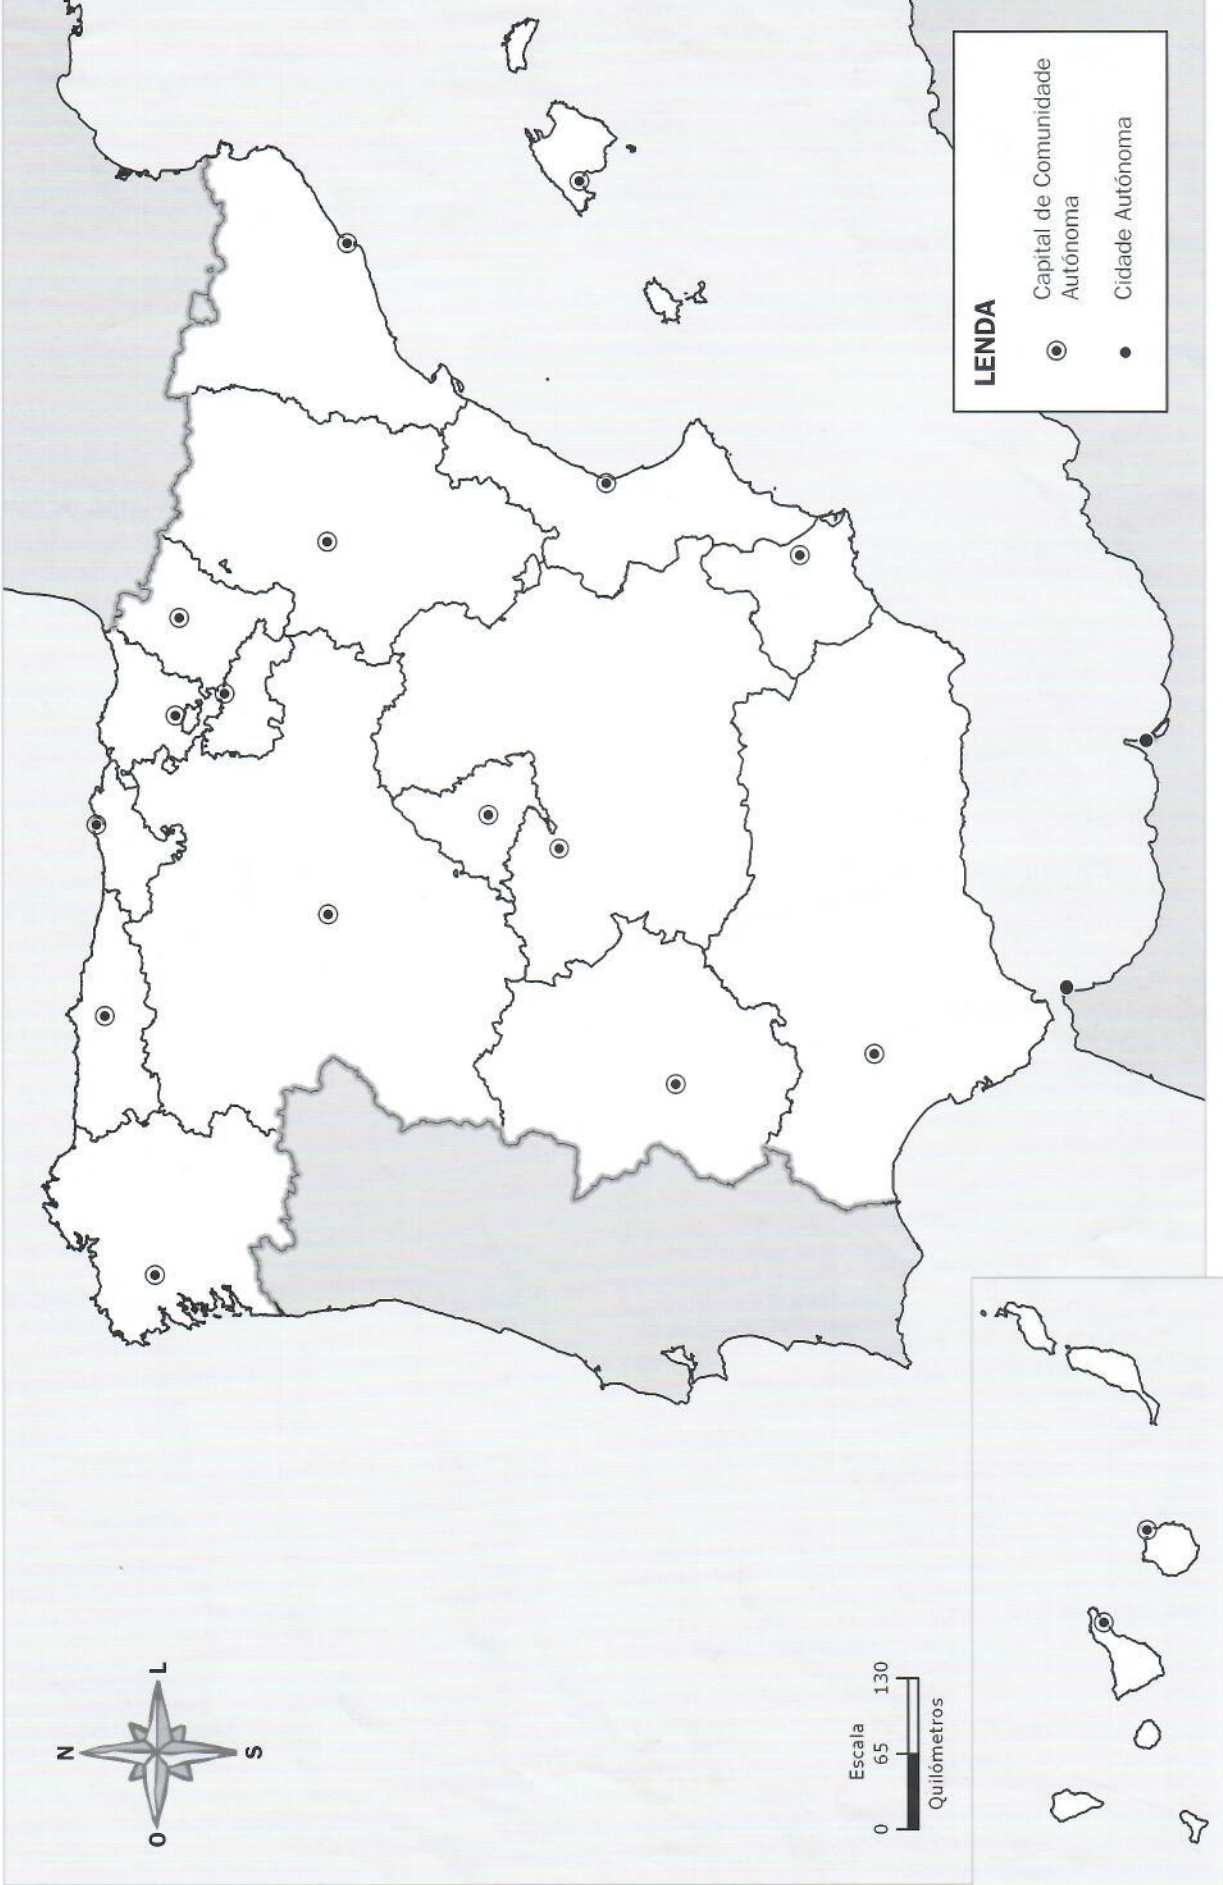 N
O
L
S
LENDA
Capital de Comunidade
Autónoma
Cidade Autónoma
Escala
0 65 130
Quilómetros